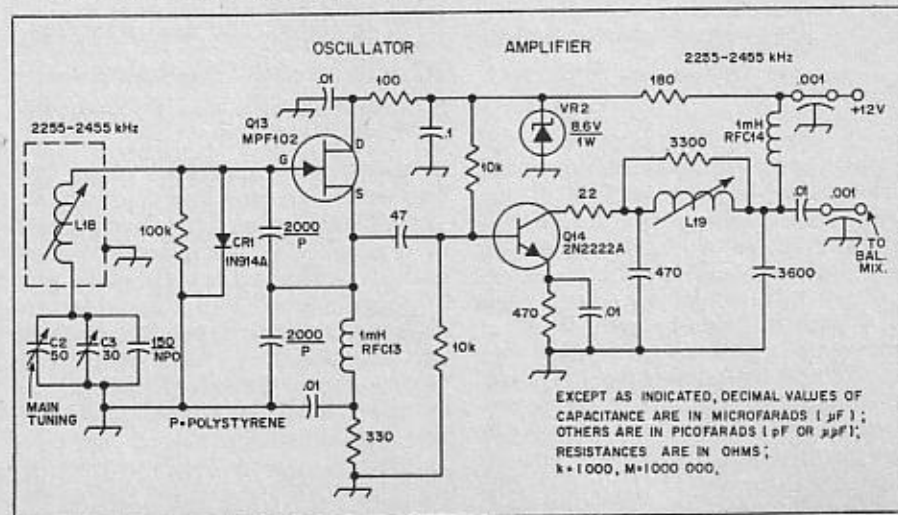 OSCILLATOR
AMPLIFIER
2255-2455 kHz
.01
100
180
.001
+12V
Q13
MPF102
D
G
S
.1
VR2
8.6V
1W
1mH
RFC14
2255-2455 kHz
L18
10k
3300
22
L19
.01
.001
TO
BAL.
MIX.
100k
CR1
1N914A
2000
P
47
Q14
2N2222A
470
3600
C2
50
C3
30
150
NPO
2000
P
1mH
RFC13
10k
470
.01
MAIN
TUNING
.01
P=POLYSTYRENE
330
EXCEPT AS INDICATED, DECIMAL VALUES OF
CAPACITANCE ARE IN MICROFARADS ( µF ) ;
OTHERS ARE IN PICOFARADS ( pF OR µµF);
RESISTANCES ARE IN OHMS ;
k=1000, M=1000 000.